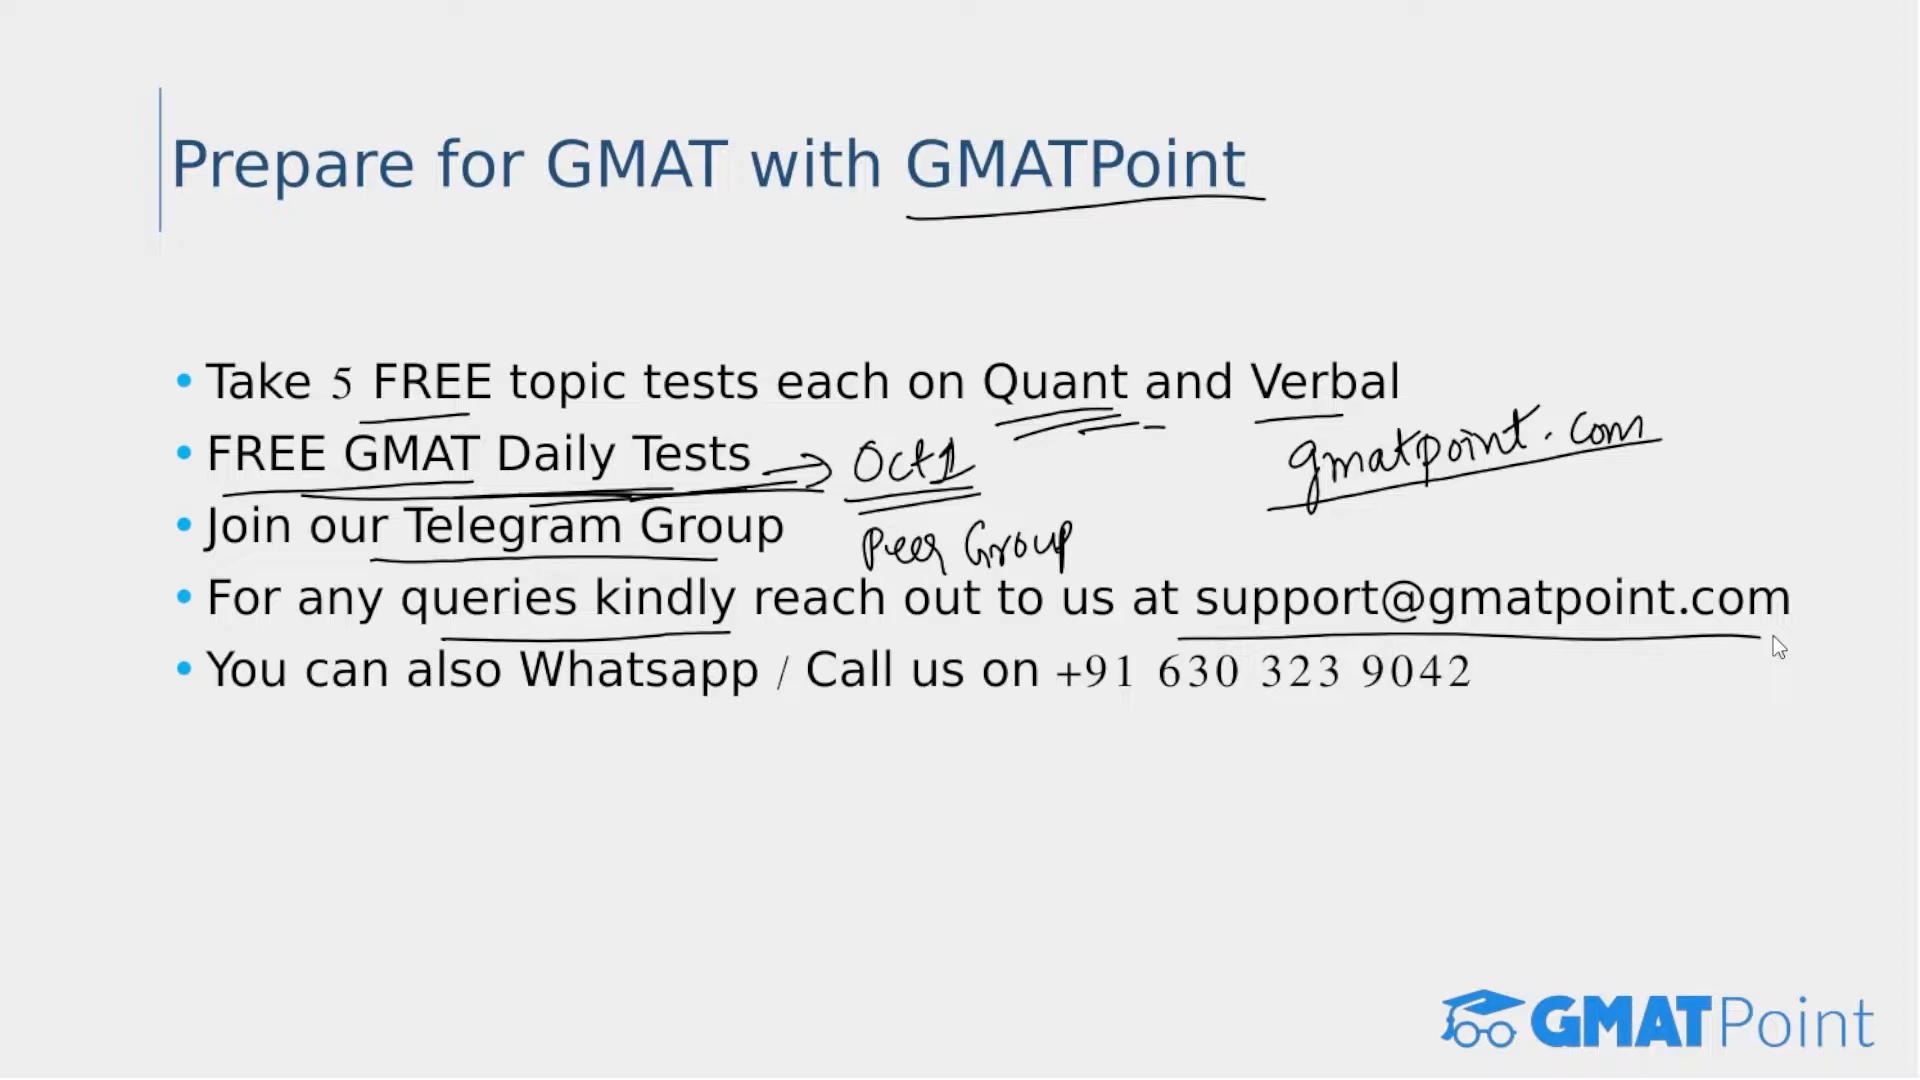 Prepare for GMAT with GMATPoint
• Take 5 FREE topic tests each on Quant and Verbal
gmatpoint.com
• FREE GMAT Daily Tests → Oct 1
• Join our Telegram Group
Peer Group
• For any queries kindly reach out to us at support@gmatpoint.com
• You can also Whatsapp / Call us on +91 630 323 9042
GMATPoint